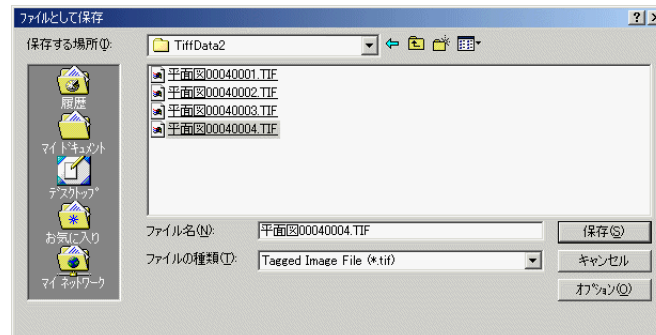 ファイルとして保存
保存する場所(I):
TiffData2
履歴
マイ ドキュメント
デスクトップ
お気に入り
マイ ネットワーク
平面図00040001.TIF
平面図00040002.TIF
平面図00040003.TIF
平面図00040004.TIF
ファイル名(N):
平面図00040004.TIF
保存(S)
ファイルの種類(T):
Tagged Image File (*.tif)
キャンセル
オプション(O)